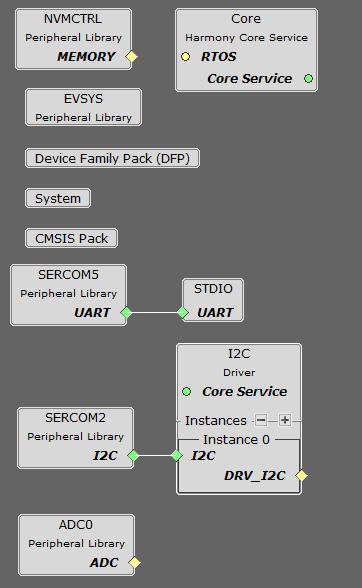 NVMCTRL
Peripheral Library
MEMORY
Core
Harmony Core Service
RTOS
Core Service
EVSYS
Peripheral Library
Device Family Pack (DFP)
System
CMSIS Pack
SERCOM5
Peripheral Library
UART
STDIO
UART
I2C
Driver
Core Service
Instances
Instance 0
I2C
DRV_I2C
SERCOM2
Peripheral Library
I2C
ADC0
Peripheral Library
ADC